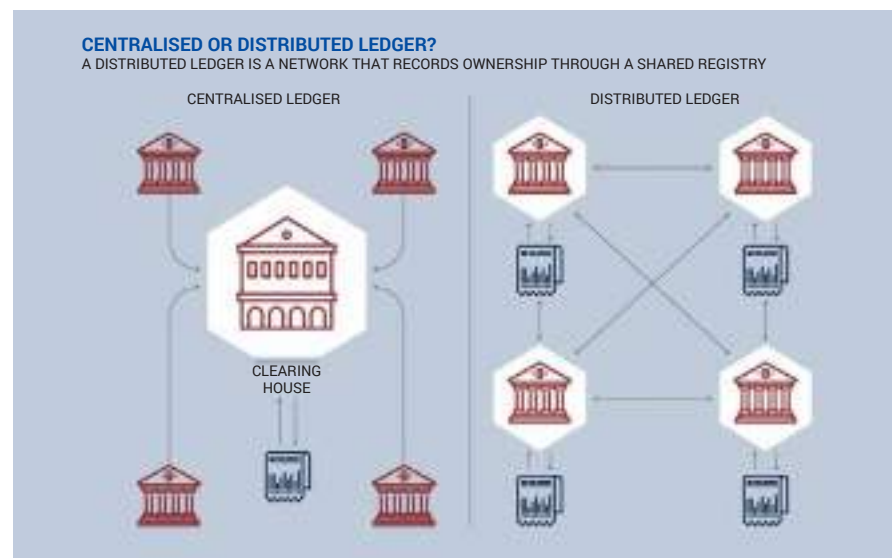 CENTRALISED OR DISTRIBUTED LEDGER?
A DISTRIBUTED LEDGER IS A NETWORK THAT RECORDS OWNERSHIP THROUGH A SHARED REGISTRY
CENTRALISED LEDGER
DISTRIBUTED LEDGER
CLEARING
HOUSE